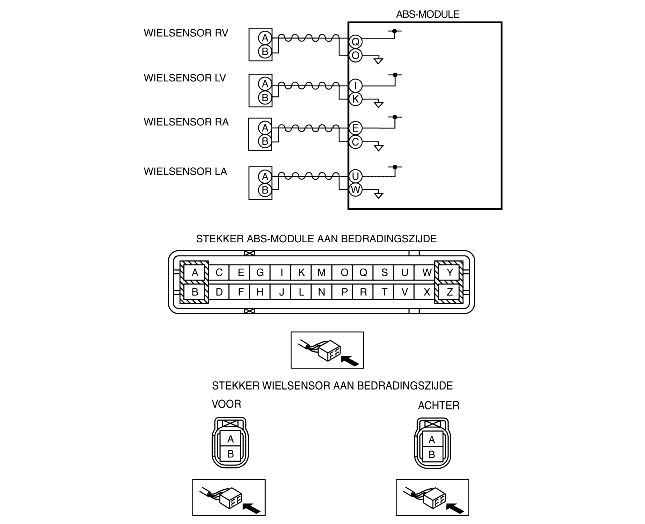 ABS-MODULE
WIELSENSOR RV
A
B
Q
O
WIELSENSOR LV
A
B
I
K
WIELSENSOR RA
A
B
E
C
WIELSENSOR LA
A
B
U
W
STEKKER ABS-MODULE AAN BEDRADINGSZIJDE
A C E G I K M O Q S U W Y
B D F H J L N P R T V X Z
STEKKER WIELSENSOR AAN BEDRADINGSZIJDE
VOOR ACHTER
A A
B B